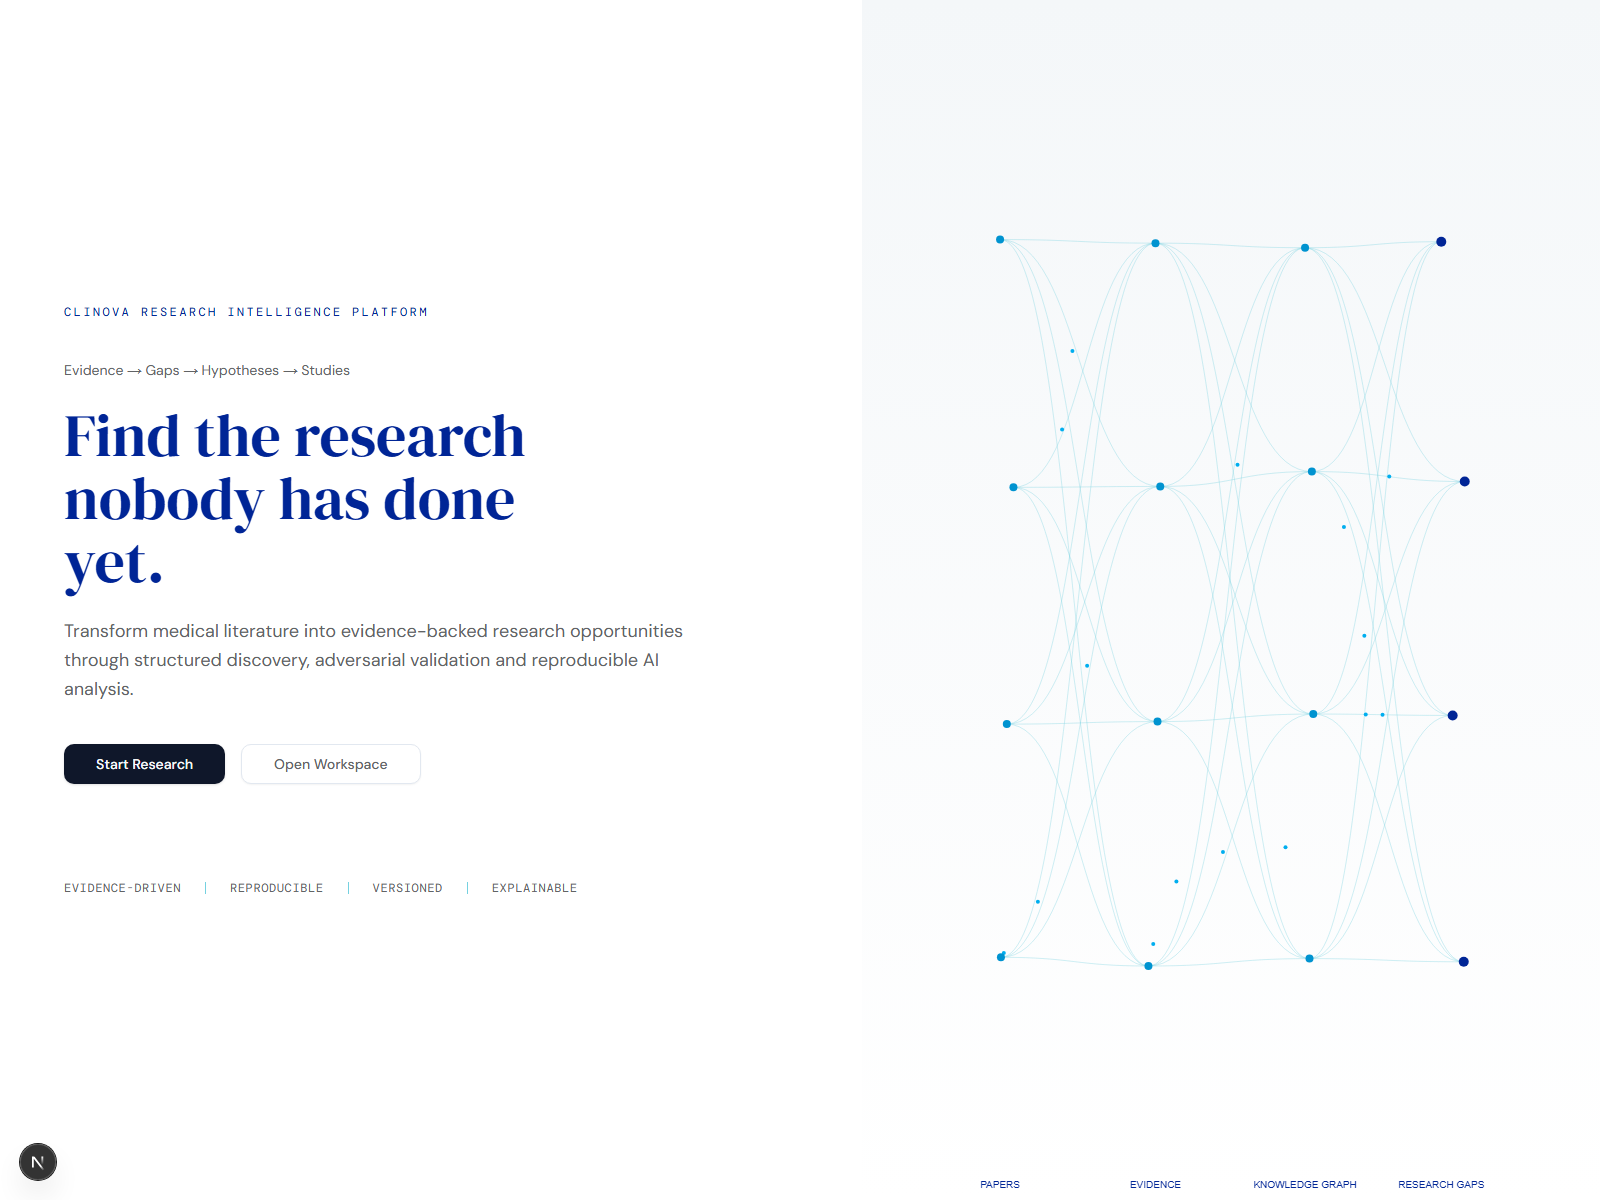 CLINOVA RESEARCH INTELLIGENCE PLATFORM
Evidence → Gaps → Hypotheses → Studies
Find the research
nobody has done
yet.
Transform medical literature into evidence-backed research opportunities
through structured discovery, adversarial validation and reproducible AI
analysis.
Start Research
Open Workspace
EVIDENCE-DRIVEN | REPRODUCIBLE | VERSIONED | EXPLAINABLE
N
PAPERS
EVIDENCE
KNOWLEDGE GRAPH
RESEARCH GAPS